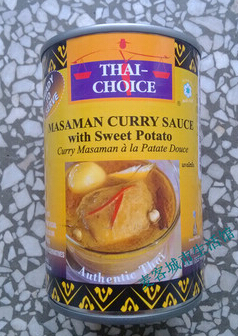 THAI-
CHOICE
MASAMAN CURRY SAUCE
with Sweet Potato
Curry Masaman à la Patate Douce
Authentic Thai